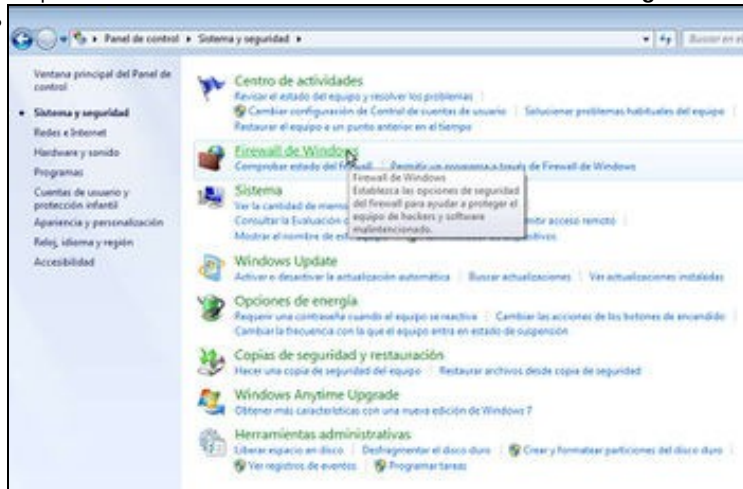 Panel de control ▸ Sistema y seguridad ▸
Buscar en el
Ventana principal del Panel de
control
Sistema y seguridad
Redes e Internet
Hardware y sonido
Programas
Cuentas de usuario y
protección infantil
Apariencia y personalización
Reloj, idioma y región
Accesibilidad
Centro de actividades
Revisar el estado del equipo y resolver los problemas
Cambiar configuración de Control de cuentas de usuario | Solucionar problemas habituales del equipo
Restaurar el equipo a un punto anterior en el tiempo
Firewall de Windows
Comprobar estado del firewall | Permitir un programa a través de Firewall de Windows
Firewall de Windows
Establezca las opciones de seguridad
del firewall para ayudar a proteger el
equipo de hackers y software
malintencionado.
Sistema
Ver la cantidad de
Consultar la Evaluación
acceso remoto
Mostrar el nombre de
Windows Update
Activar o desactivar la actualización automática | Buscar actualizaciones | Ver actualizaciones instaladas
Opciones de energía
Requerir una contraseña cuando el equipo se reactive | Cambiar las acciones de los botones de encendido
Cambiar la frecuencia con la que el equipo entra en estado de suspensión
Copias de seguridad y restauración
Hacer una copia de seguridad del equipo | Restaurar archivos desde copia de seguridad
Windows Anytime Upgrade
Obtener más características con una nueva edición de Windows 7
Herramientas administrativas
Liberar espacio en disco | Desfragmentar el disco duro | Crear y formatear particiones del disco duro
Ver registros de eventos | Programar tareas